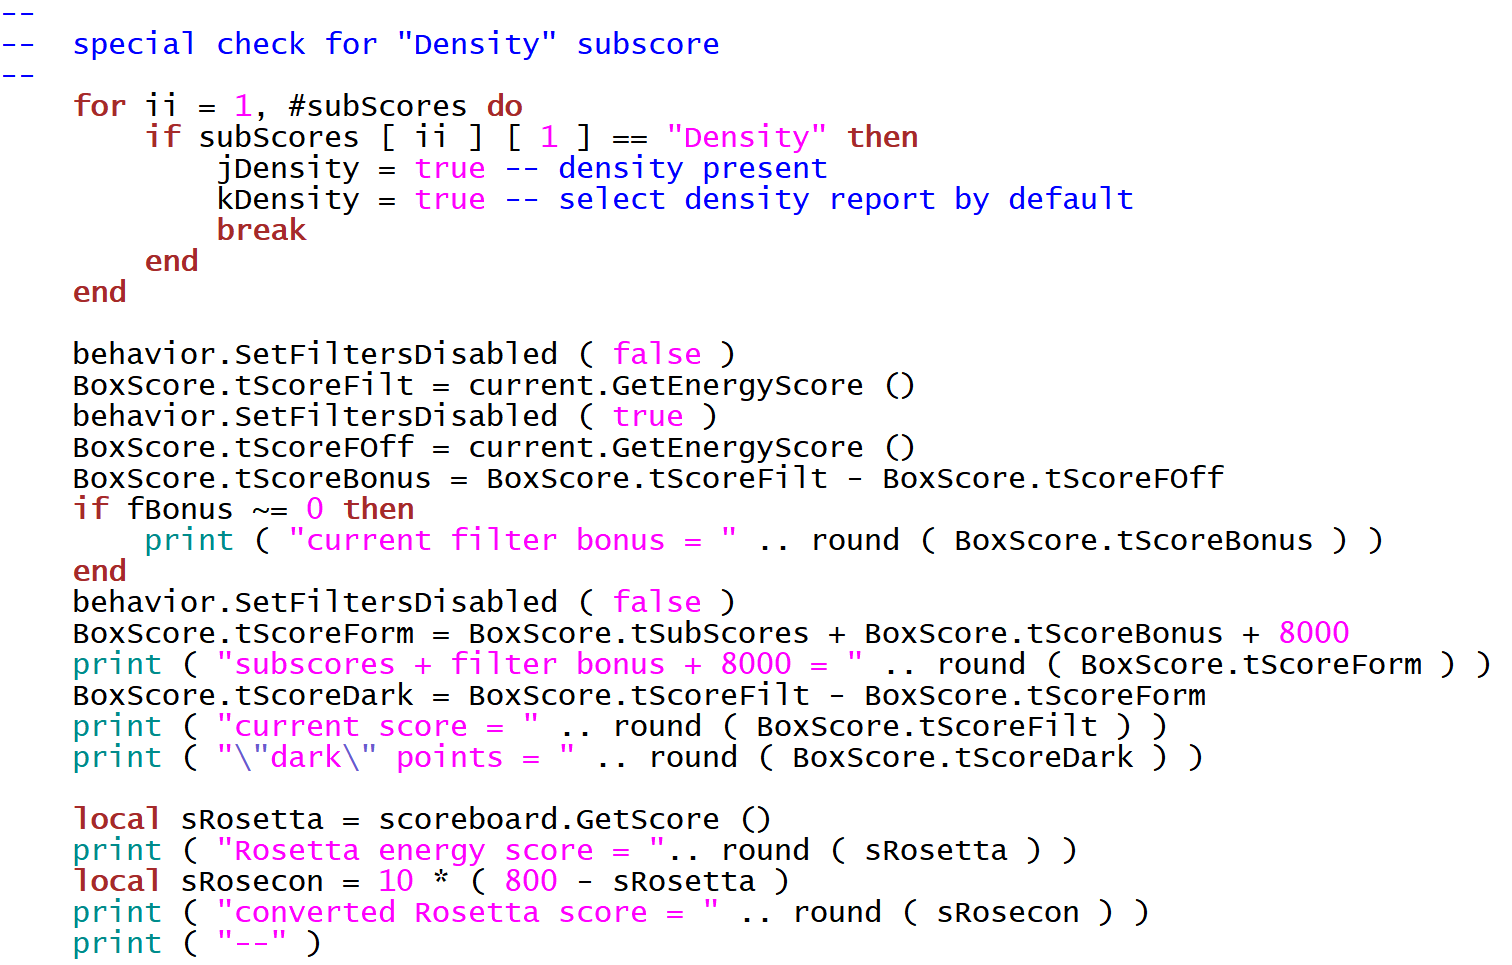 --
--  special check for "Density" subscore
--
    for ii = 1, #subScores do
        if subScores [ ii ] [ 1 ] == "Density" then
            jDensity = true -- density present
            kDensity = true -- select density report by default
            break
        end
    end

    behavior.SetFiltersDisabled ( false )
    BoxScore.tScoreFilt = current.GetEnergyScore ()
    behavior.SetFiltersDisabled ( true )
    BoxScore.tScoreFOff = current.GetEnergyScore ()
    BoxScore.tScoreBonus = BoxScore.tScoreFilt - BoxScore.tScoreFOff
    if fBonus ~= 0 then
        print ( "current filter bonus = " .. round ( BoxScore.tScoreBonus ) )
    end
    behavior.SetFiltersDisabled ( false )
    BoxScore.tScoreForm = BoxScore.tSubScores + BoxScore.tScoreBonus + 8000
    print ( "subscores + filter bonus + 8000 = " .. round ( BoxScore.tScoreForm ) )
    BoxScore.tScoreDark = BoxScore.tScoreFilt - BoxScore.tScoreForm
    print ( "current score = " .. round ( BoxScore.tScoreFilt ) )
    print ( "\"dark\" points = " .. round ( BoxScore.tScoreDark ) )

    local sRosetta = scoreboard.GetScore ()
    print ( "Rosetta energy score = ".. round ( sRosetta ) )
    local sRosecon = 10 * ( 800 - sRosetta )
    print ( "converted Rosetta score = " .. round ( sRosecon ) )
    print ( "--" )